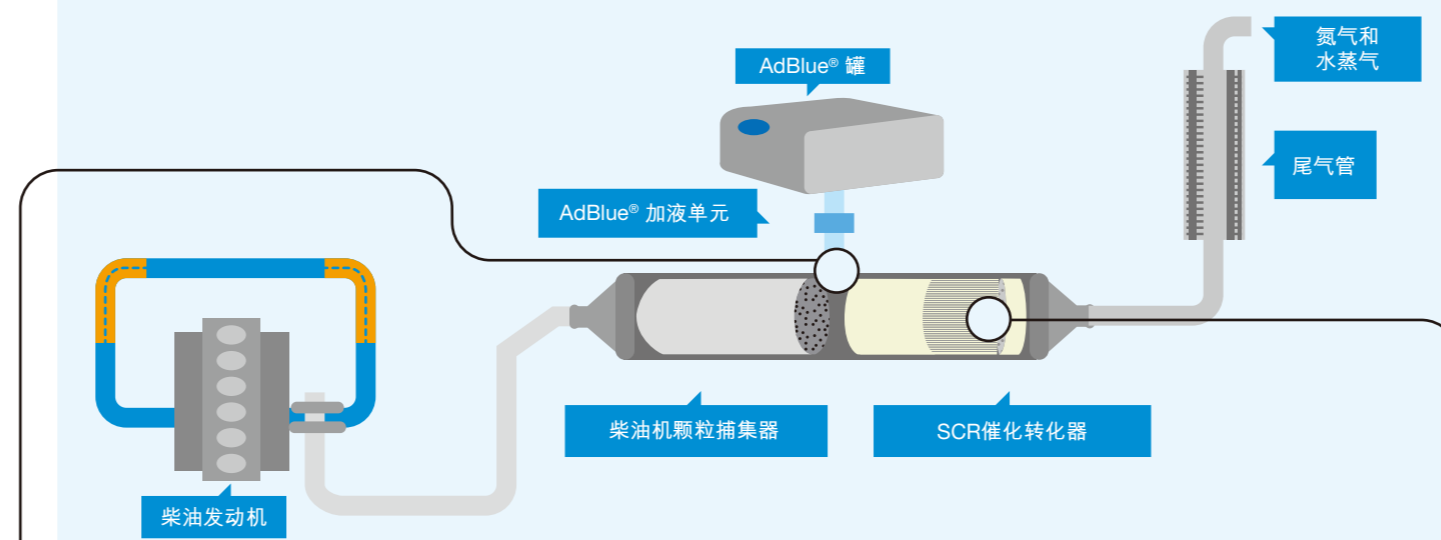 氮气和
水蒸气
AdBlue® 罐
尾气管
AdBlue® 加液单元
柴油机颗粒捕集器
SCR催化转化器
柴油发动机